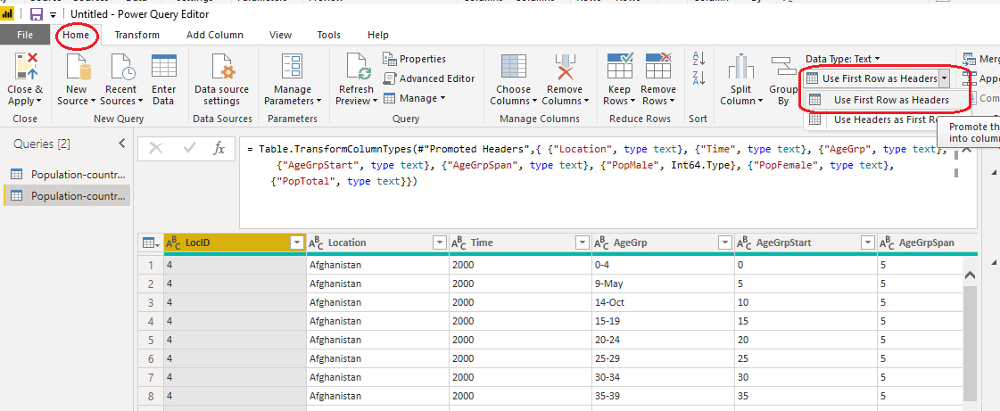 Untitled - Power Query Editor
File Home Transform Add Column View Tools Help
Close & Apply
New Source
Recent Sources
Enter Data
Data source settings
Manage Parameters
Refresh Preview
Properties
Advanced Editor
Manage
Choose Columns
Remove Columns
Keep Rows
Remove Rows
Split Column
Group By
Data Type: Text
Use First Row as Headers
Use First Row as Headers
Use Headers as First Ro
Merg
Appe
Com
Promote th
into colum
Close New Query Data Sources Parameters Query Manage Columns Reduce Rows Sort
Queries [2]
Population-countr...
Population-countr...
fx
= Table.TransformColumnTypes(#"Promoted Headers",{ {"Location", type text}, {"Time", type text}, {"AgeGrp", type text},
{"AgeGrpStart", type text}, {"AgeGrpSpan", type text}, {"PopMale", Int64.Type}, {"PopFemale", type text},
{"PopTotal", type text}})
ABC LocID ABC Location ABC Time ABC AgeGrp ABC AgeGrpStart ABC AgeGrpSpan
1 4 Afghanistan 2000 0-4 0 5
2 4 Afghanistan 2000 9-May 5 5
3 4 Afghanistan 2000 14-Oct 10 5
4 4 Afghanistan 2000 15-19 15 5
5 4 Afghanistan 2000 20-24 20 5
6 4 Afghanistan 2000 25-29 25 5
7 4 Afghanistan 2000 30-34 30 5
8 4 Afghanistan 2000 35-39 35 5